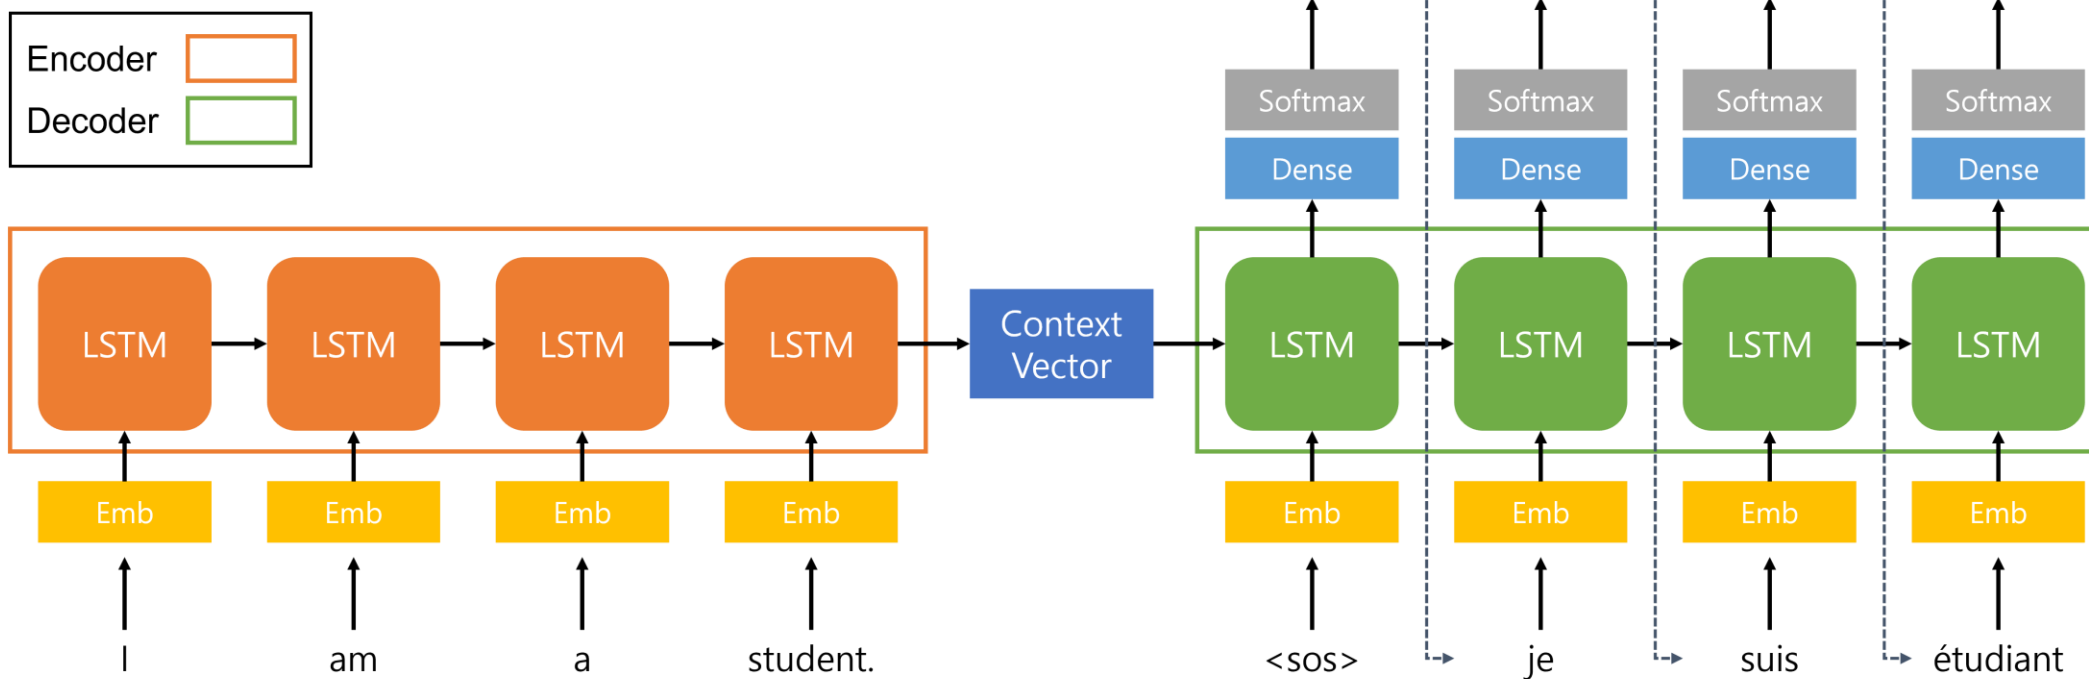 Encoder
Decoder
Softmax Softmax Softmax Softmax
Dense Dense Dense Dense
LSTM LSTM LSTM LSTM Context Vector LSTM LSTM LSTM LSTM
Emb Emb Emb Emb Emb Emb Emb Emb
I am a student. <sos> je suis étudiant